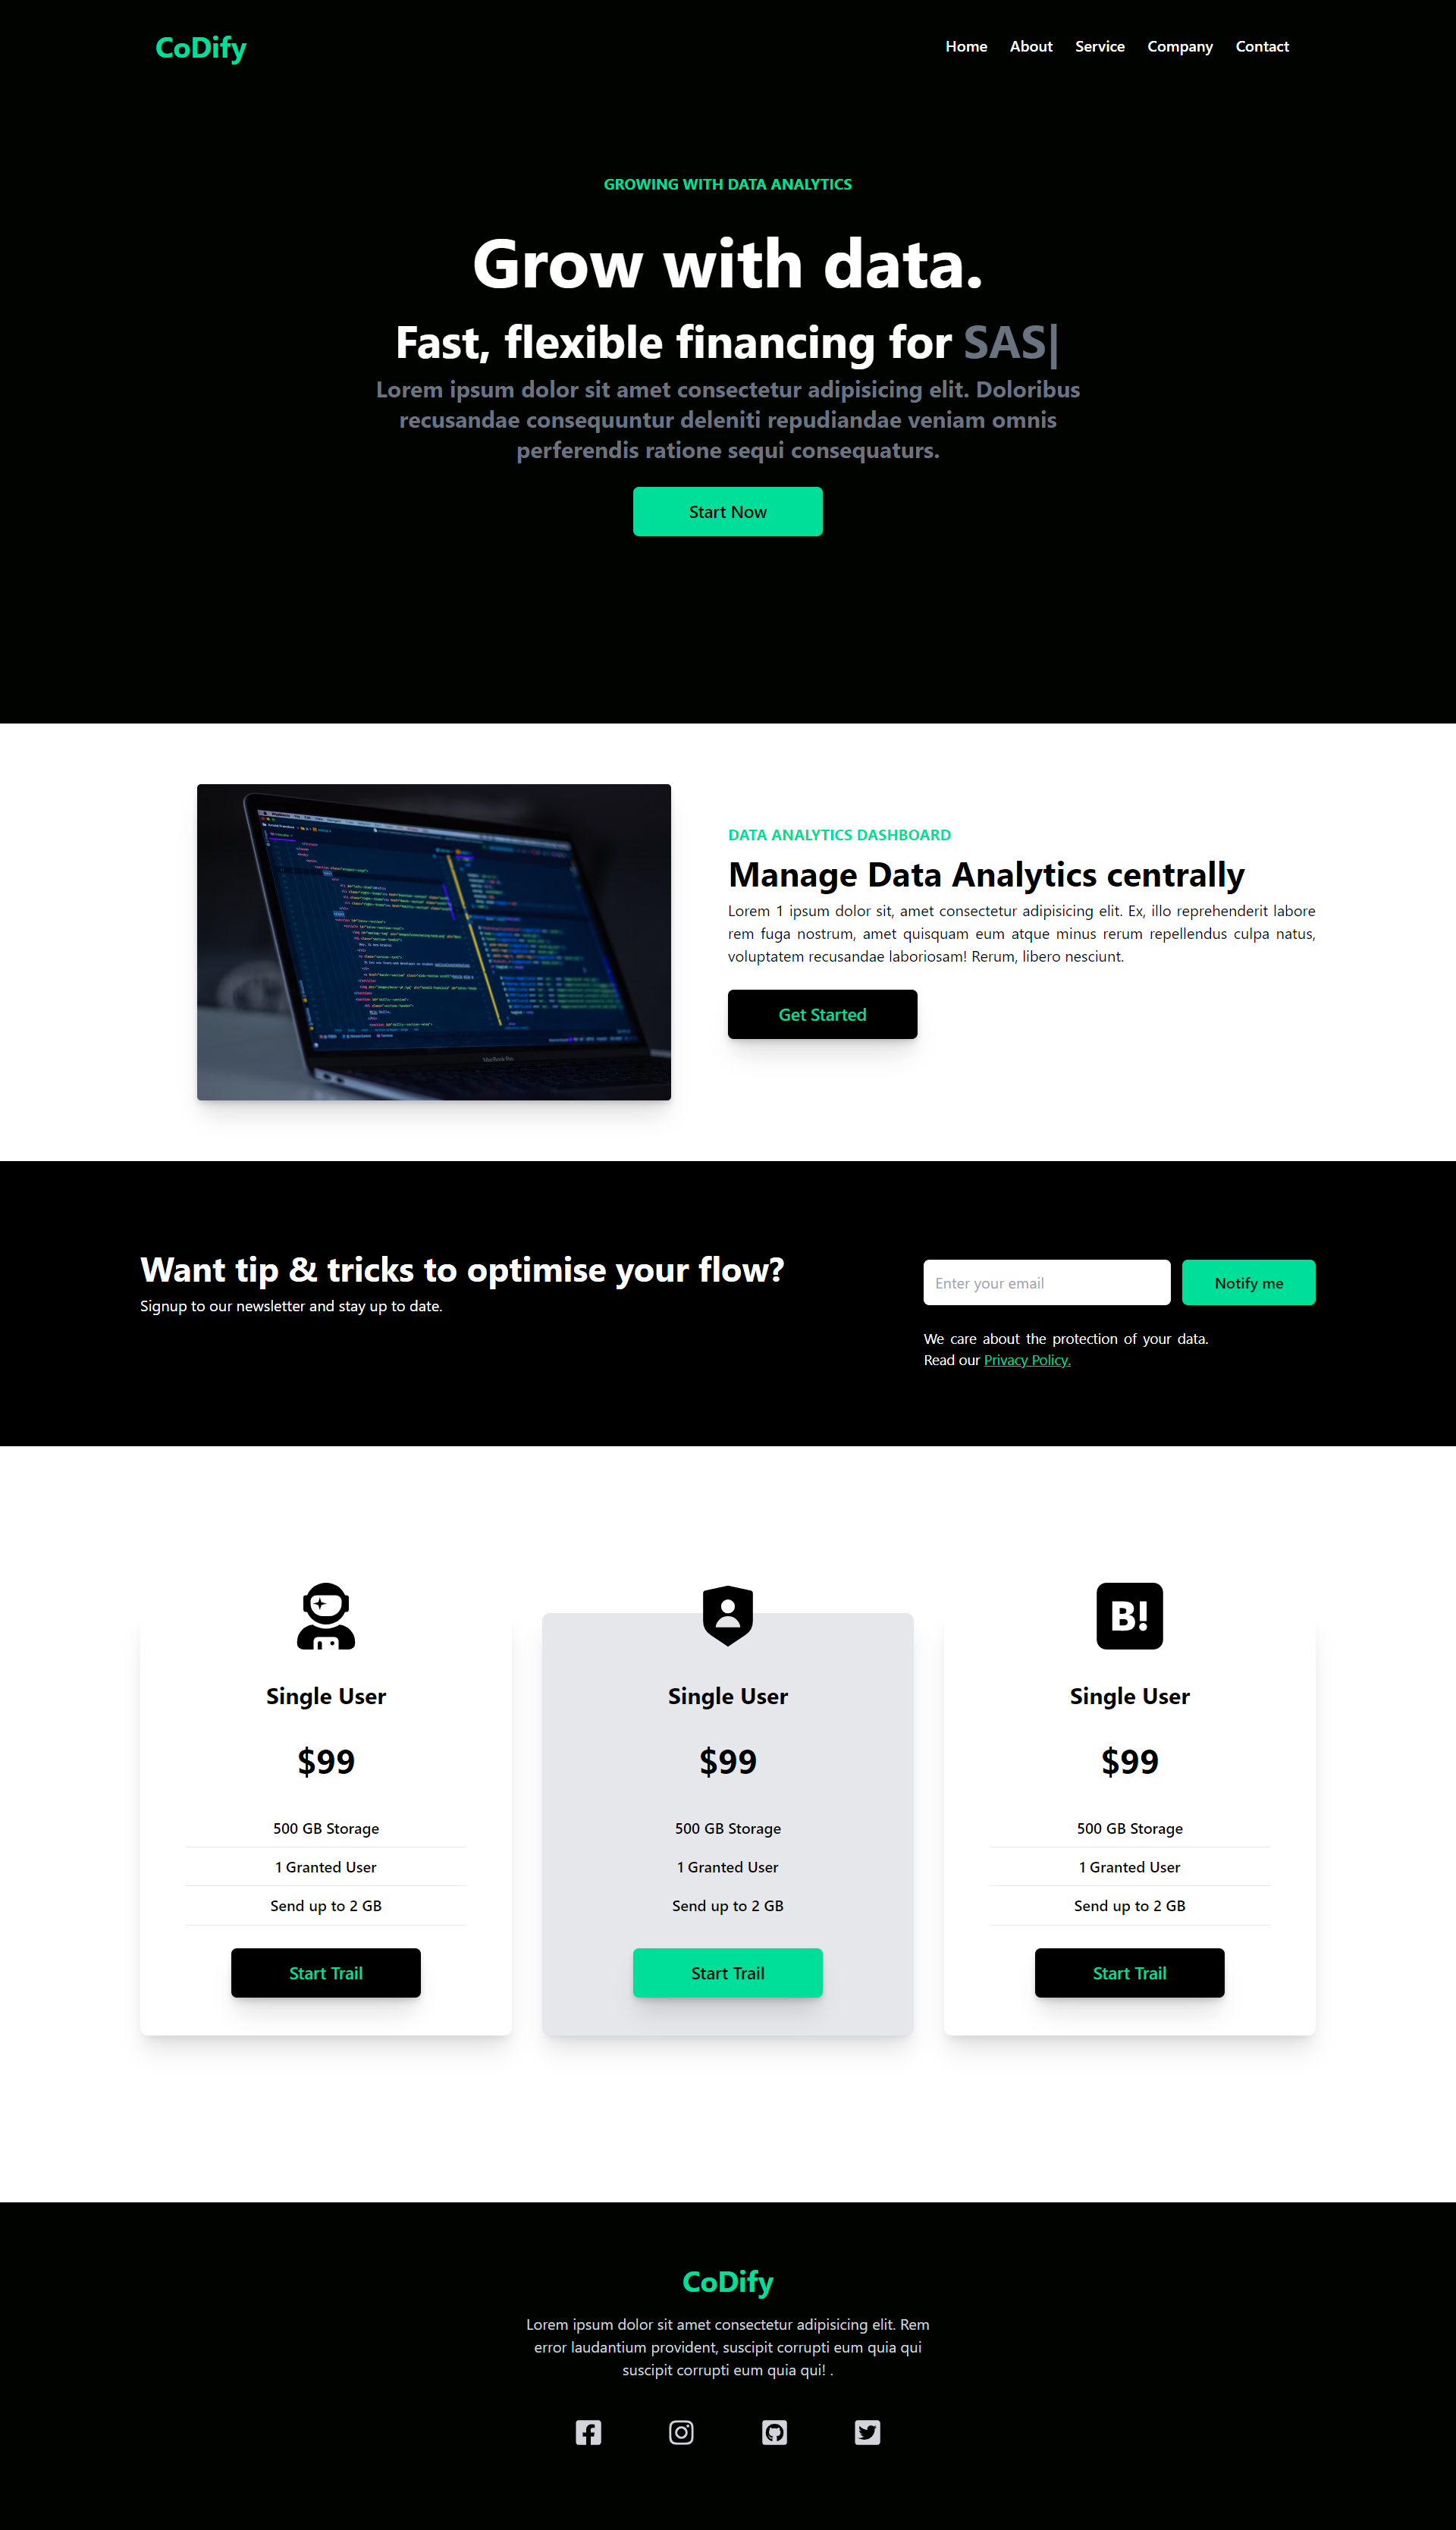 CoDify
Home About Service Company Contact
GROWING WITH DATA ANALYTICS
Grow with data.
Fast, flexible financing for SAS|
Lorem ipsum dolor sit amet consectetur adipisicing elit. Doloribus
recusandae consequuntur deleniti repudiandae veniam omnis
perferendis ratione sequi consequaturs.
Start Now
MacBook Pro
DATA ANALYTICS DASHBOARD
Manage Data Analytics centrally
Lorem 1 ipsum dolor sit, amet consectetur adipisicing elit. Ex, illo reprehenderit labore
rem fuga nostrum, amet quisquam eum atque minus rerum repellendus culpa natus,
voluptatem recusandae laboriosam! Rerum, libero nesciunt.
Get Started
Want tip & tricks to optimise your flow?
Signup to our newsletter and stay up to date.
Enter your email
Notify me
We care about the protection of your data.
Read our Privacy Policy.
Single User
$99
500 GB Storage
1 Granted User
Send up to 2 GB
Start Trail
Single User
$99
500 GB Storage
1 Granted User
Send up to 2 GB
Start Trail
B!
Single User
$99
500 GB Storage
1 Granted User
Send up to 2 GB
Start Trail
CoDify
Lorem ipsum dolor sit amet consectetur adipisicing elit. Rem
error laudantium provident, suscipit corrupti eum quia qui
suscipit corrupti eum quia qui! .